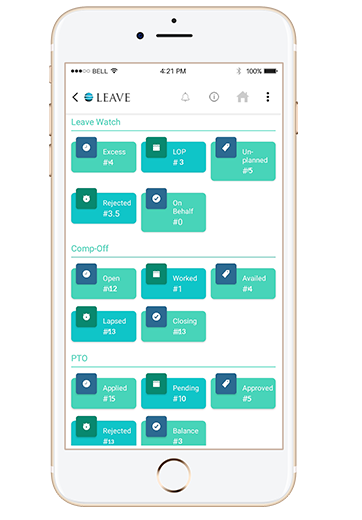 BELL 4:21 PM 100%
LEAVE
Leave Watch
Excess
#4
LOP
# 3
Un-
planned
#5
Rejected
#3.5
On
Behalf
#0
Comp-Off
Open
#12
Worked
#1
Availed
#4
Lapsed
#13
Closing
#13
PTO
Applied
#15
Pending
#10
Approved
#5
Rejected
Balance
#3